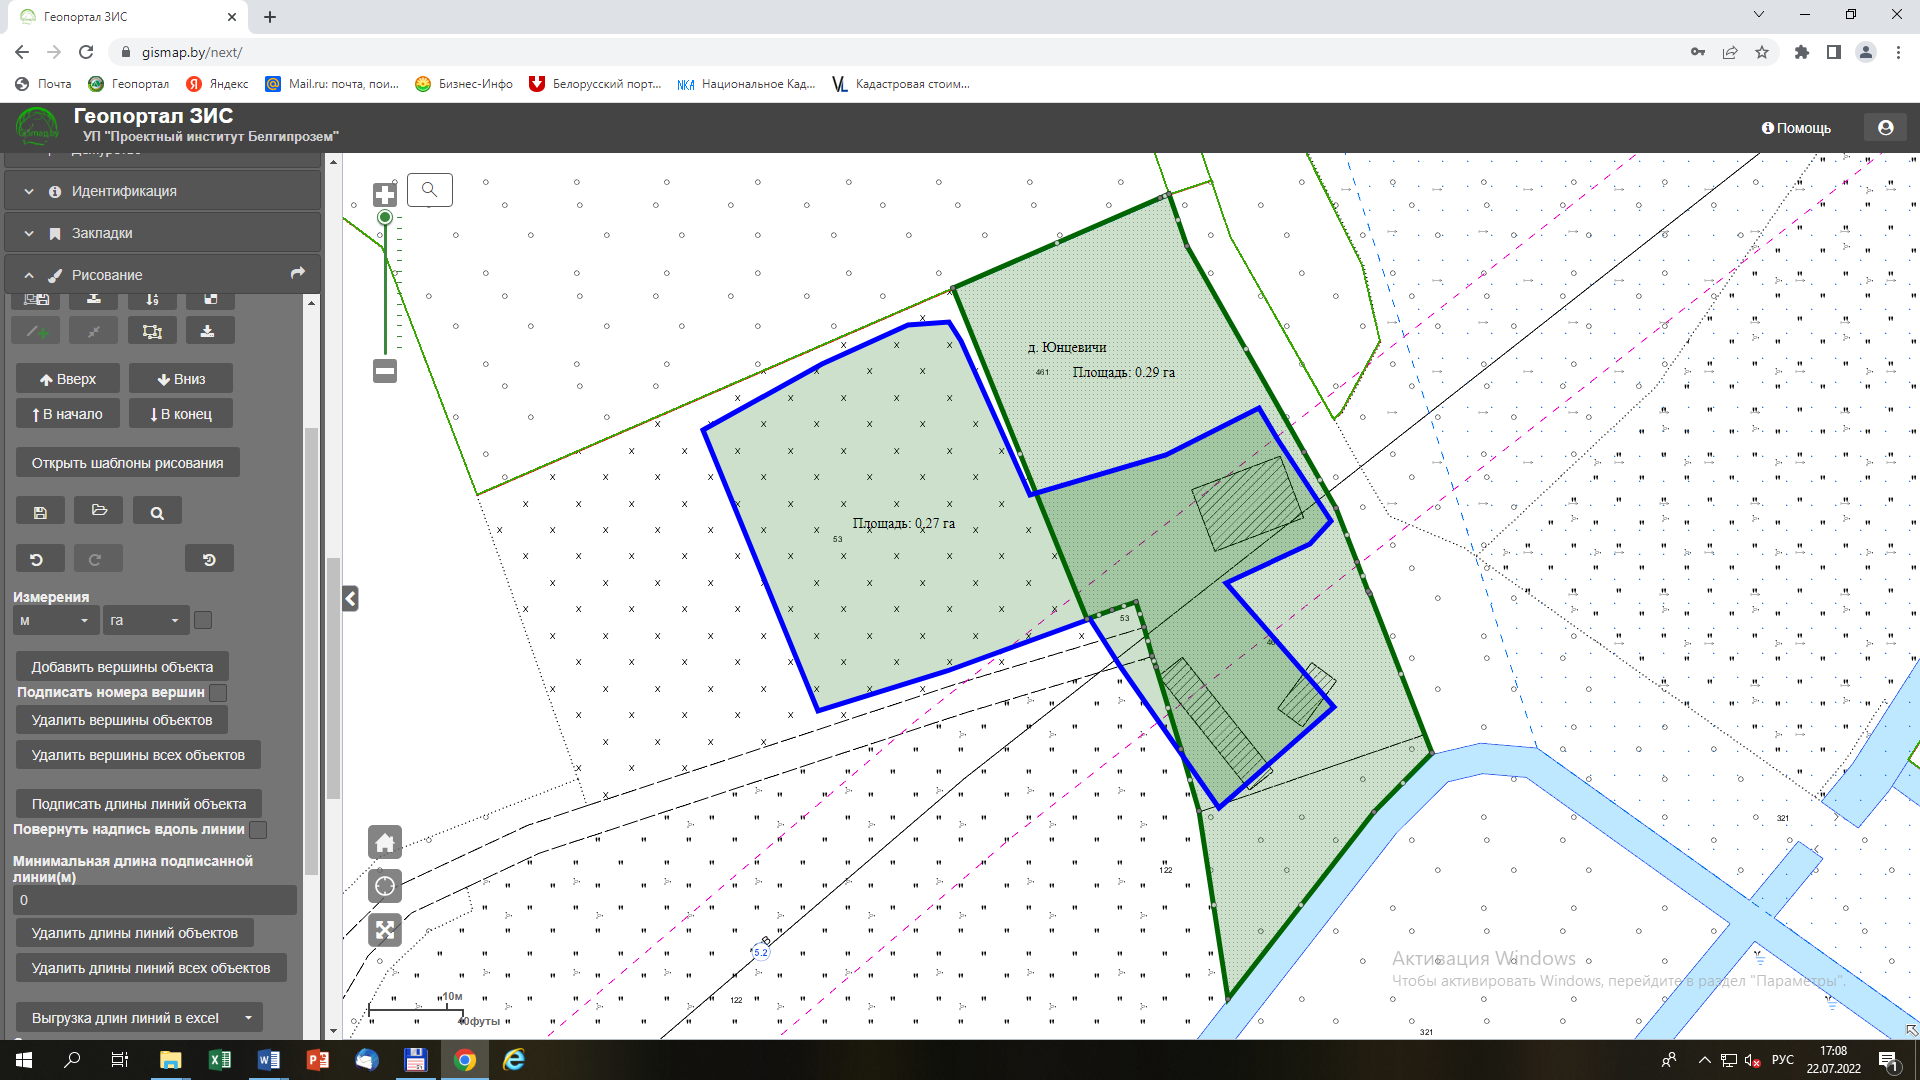 Геопортал ЗИС
gismap.by/next/
Почта
Геопортал
Яндекс
Mail.ru: почта, пои...
Бизнес-Инфо
Белорусский порт...
Национальное Кад...
Кадастровая стоим...
Геопортал ЗИС
УП "Проектный институт Белгипрозем"
Помощь
Идентификация
Закладки
Рисование
Вверх
Вниз
В начало
В конец
Открыть шаблоны рисования
Измерения
м
га
Добавить вершины объекта
Подписать номера вершин
Удалить вершины объектов
Удалить вершины всех объектов
Подписать длины линий объекта
Повернуть надпись вдоль линии
Минимальная длина подписанной
линии(м)
0
Удалить длины линий объектов
Удалить длины линий всех объектов
Выгрузка длин линий в excel
д. Юнцевичи
461
Площадь: 0.29 га
Площадь: 0.27 га
53
53
122
122
5.2
В
321
321
10м
40футы
Активация Windows
Чтобы активировать Windows, перейдите в раздел "Параметры".
РУС
17:08
22.07.2022
1